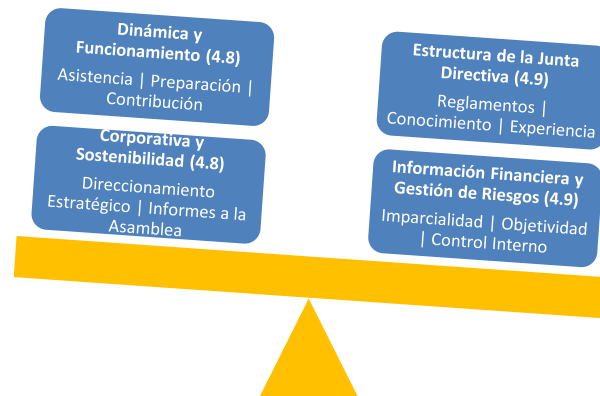 Dinámica y
Funcionamiento (4.8)
Asistencia | Preparación |
Contribución
Corporativa y
Sostenibilidad (4.8)
Direccionamiento
Estratégico | Informes a la
Asamblea
Estructura de la Junta
Directiva (4.9)
Reglamentos |
Conocimiento | Experiencia
Información Financiera y
Gestión de Riesgos (4.9)
Imparcialidad | Objetividad
| Control Interno